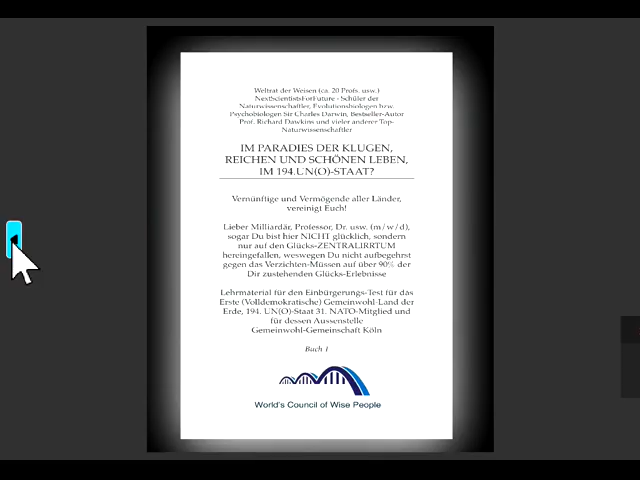 Weltrat der Weisen (ca. 20 Profs. usw.)
NextScientistsForFuture - Schüler der
Naturwissenschaftler, Evolutionsbiologen bzw.
Psychobiologen Sir Charles Darwin, Bestseller-Autor
Prof. Richard Dawkins und vieler anderer Top-
Naturwissenschaftler
IM PARADIES DER KLUGEN,
REICHEN UND SCHÖNEN LEBEN,
IM 194.UN(O)-STAAT?
Vernünftige und Vermögende aller Länder,
vereinigt Euch!
Lieber Milliardär, Professor, Dr. usw. (m/w/d),
sogar Du bist hier NICHT glücklich, sondern
nur auf den Glücks-ZENTRALIRRTUM
hereingefallen, weswegen Du nicht aufbegehrst
gegen das Verzichten-Müssen auf über 90% der
Dir zustehenden Glücks-Erlebnisse
Lehrmaterial für den Einbürgerungs-Test für das
Erste (Volldemokratische) Gemeinwohl-Land der
Erde, 194. UN(O)-Staat 31. NATO-Mitglied und
für dessen Aussenstelle
Gemeinwohl-Gemeinschaft Köln
Buch 1
World's Council of Wise People